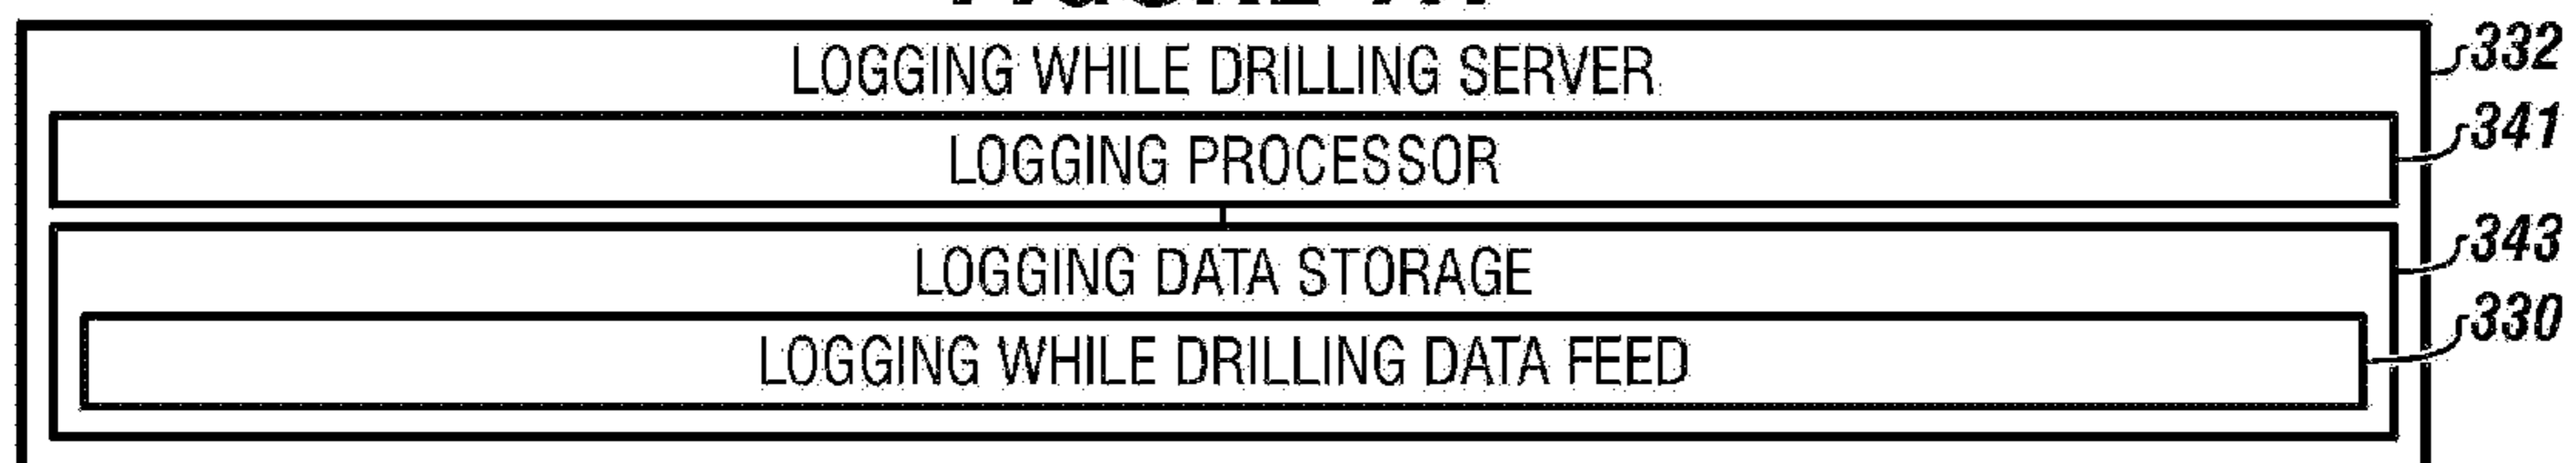 LOGGING WHILE DRILLING SERVER 332
LOGGING PROCESSOR 341
LOGGING DATA STORAGE 343
LOGGING WHILE DRILLING DATA FEED 330